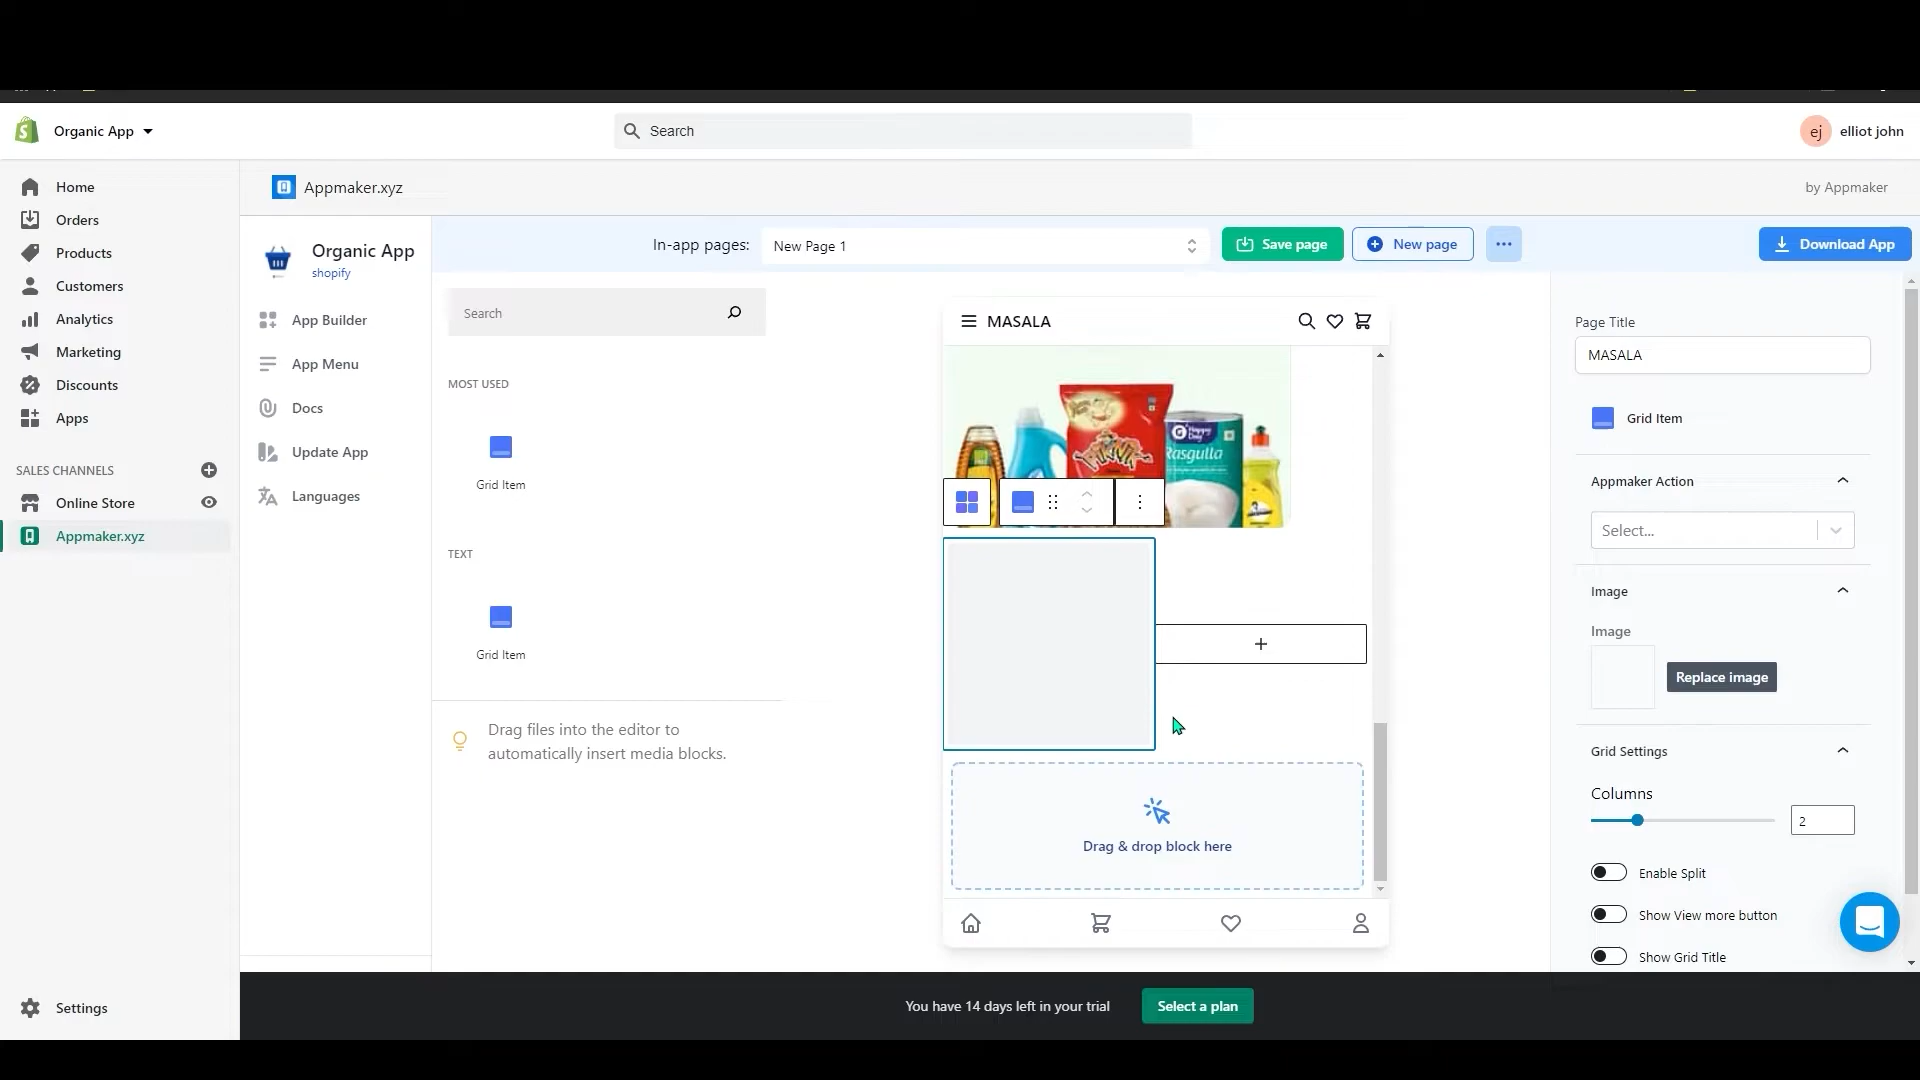 Organic App
Search
ej
elliot john
Home
Orders
Products
Customers
Analytics
Marketing
Discounts
Apps
SALES CHANNELS
Online Store
Appmaker.xyz
Settings
Appmaker.xyz
by Appmaker
Organic App
shopify
App Builder
App Menu
Docs
Update App
Languages
In-app pages:
New Page 1
Save page
New page
Download App
Search
MOST USED
Grid Item
TEXT
Grid Item
Drag files into the editor to
automatically insert media blocks.
MASALA
Happy
Day
Rasgulla
Drag & drop block here
Page Title
MASALA
Grid Item
Appmaker Action
Select...
Image
Image
Replace image
Grid Settings
Columns
2
Enable Split
Show View more button
Show Grid Title
You have 14 days left in your trial
Select a plan